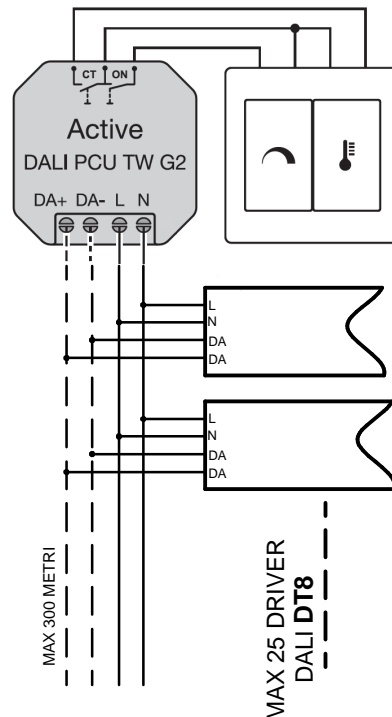 CT ON
Active
DALI PCU TW G2
DA+ DA- L N
L
N
DA
DA
L
N
DA
DA
MAX 300 METRI
MAX 25 DRIVER
DALI DT8